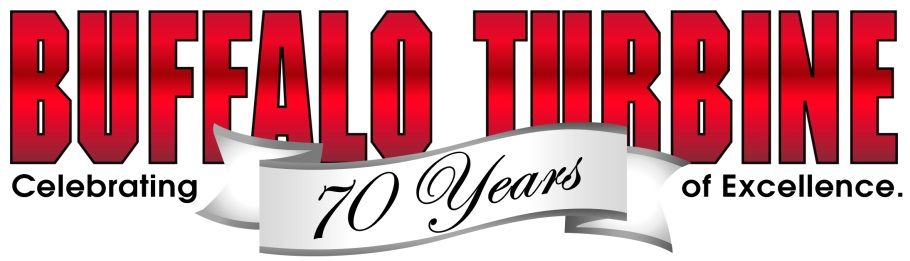 BUFFALO TURBINE
Celebrating 70 Years of Excellence.